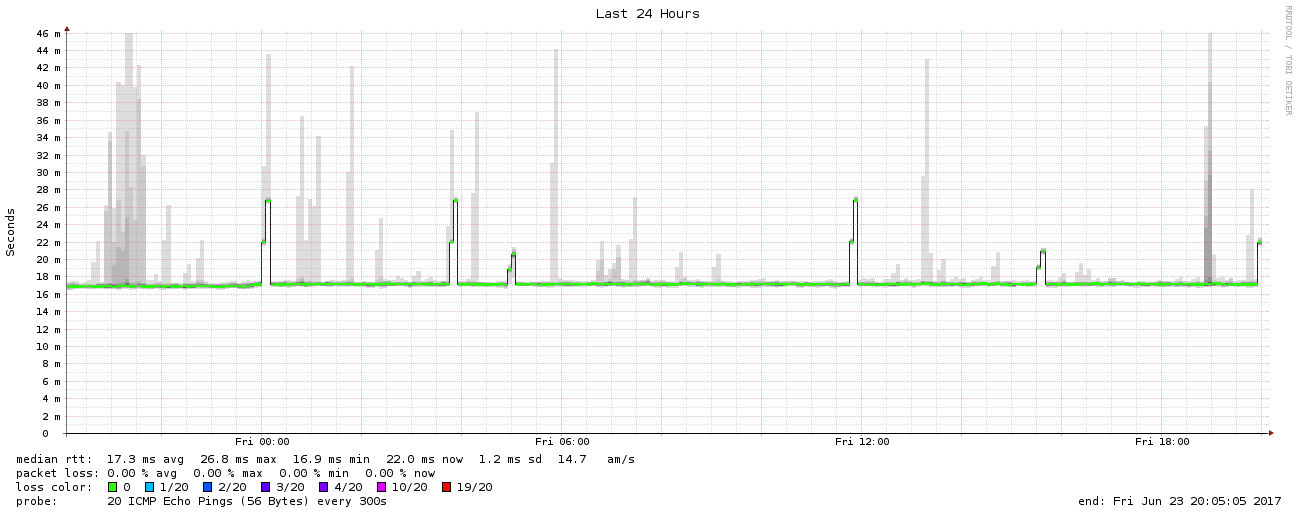 Last 24 Hours
RRDTOOL / TOBI OETIKER
Seconds
46 m
44 m
42 m
40 m
38 m
36 m
34 m
32 m
30 m
28 m
26 m
24 m
22 m
20 m
18 m
16 m
14 m
12 m
10 m
8 m
6 m
4 m
2 m
0
Fri 00:00 Fri 06:00 Fri 12:00 Fri 18:00
median rtt: 17.3 ms avg 26.8 ms max 16.9 ms min 22.0 ms now 1.2 ms sd 14.7 am/s
packet loss: 0.00 % avg 0.00 % max 0.00 % min 0.00 % now
loss color: 0 1/20 2/20 3/20 4/20 10/20 19/20
probe: 20 ICMP Echo Pings (56 Bytes) every 300s end: Fri Jun 23 20:05:05 2017